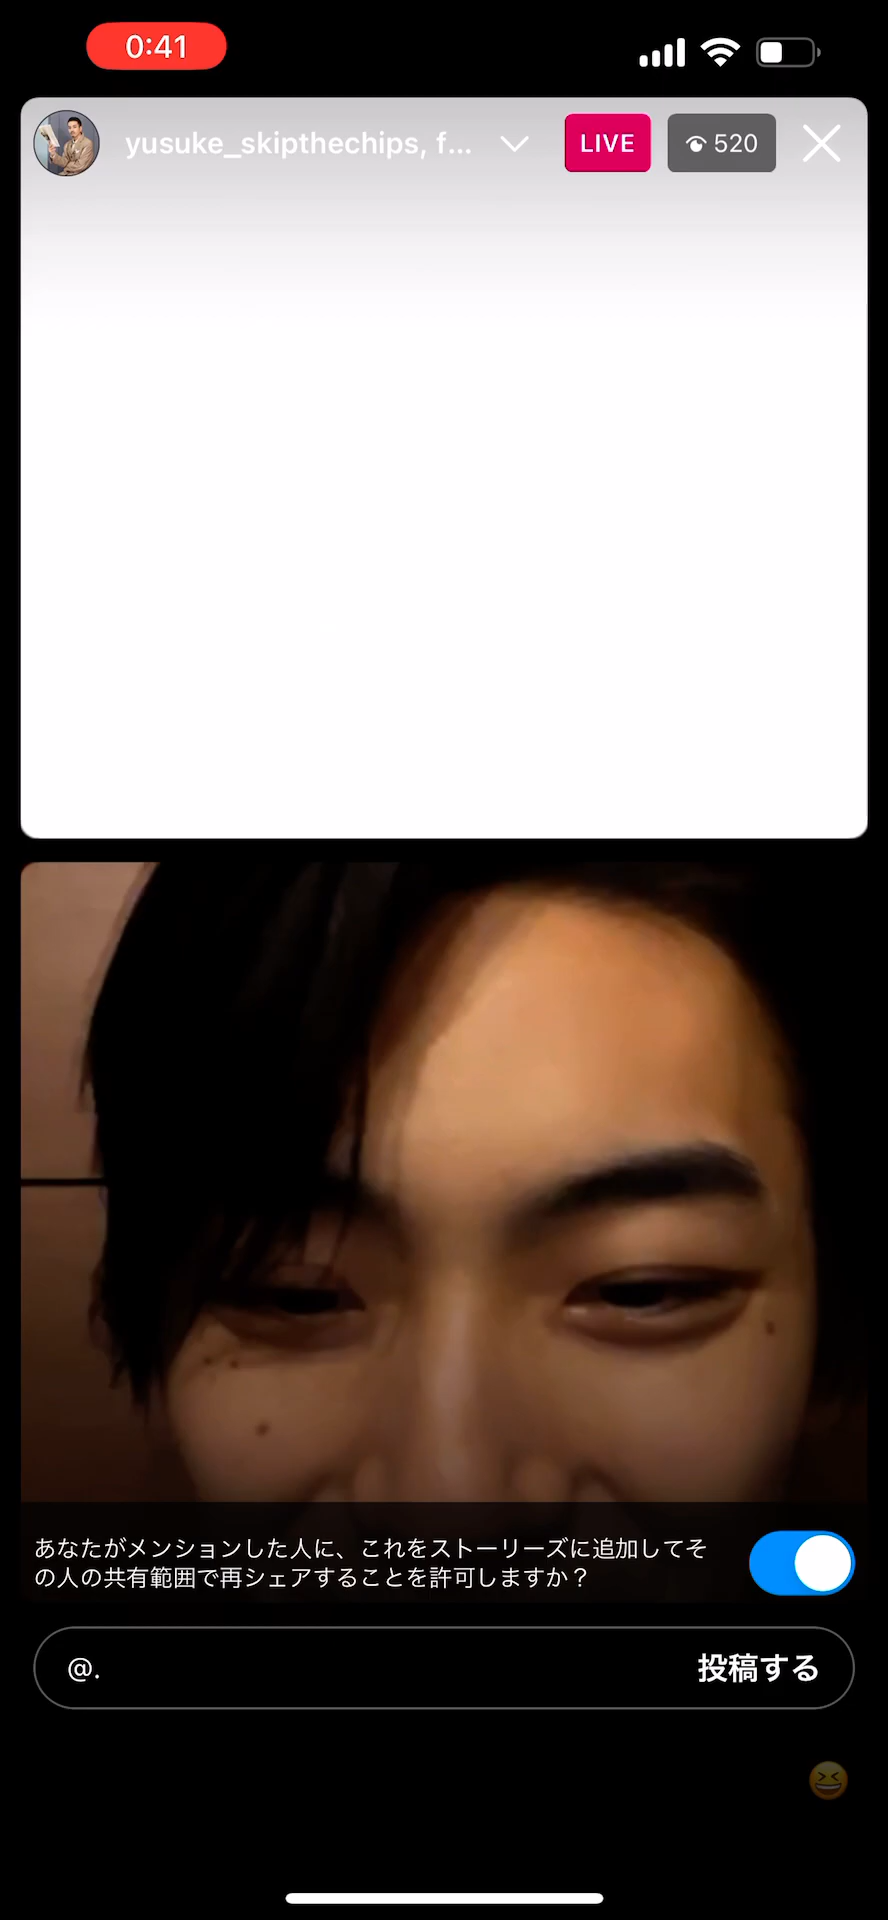 0:41
yusuke_skipthechips, f...
LIVE
520
あなたがメンションした人に、これをストーリーズに追加してそ
の人の共有範囲で再シェアすることを許可しますか？
@.
投稿する